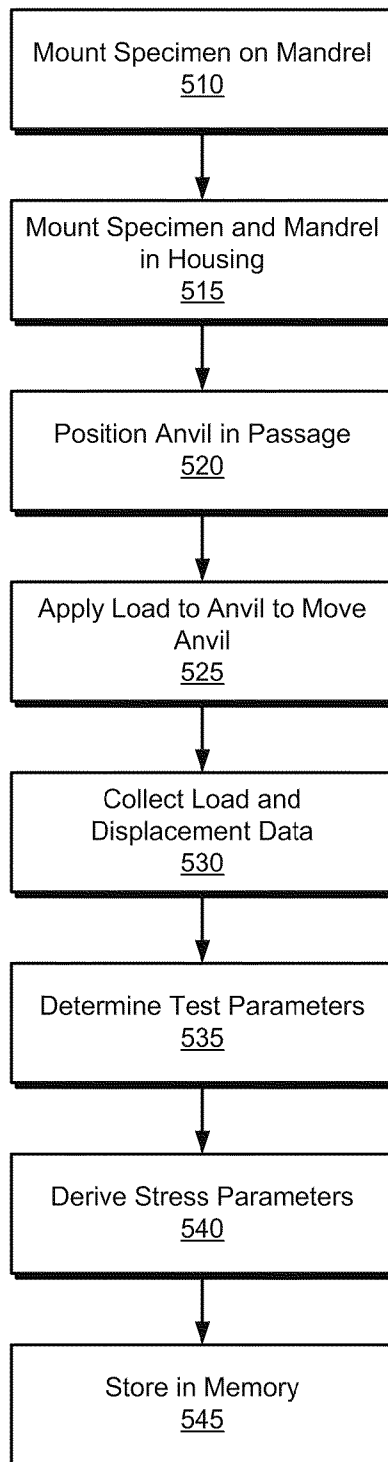 Mount Specimen on Mandrel
510
Mount Specimen and Mandrel
in Housing
515
Position Anvil in Passage
520
Apply Load to Anvil to Move
Anvil
525
Collect Load and
Displacement Data
530
Determine Test Parameters
535
Derive Stress Parameters
540
Store in Memory
545